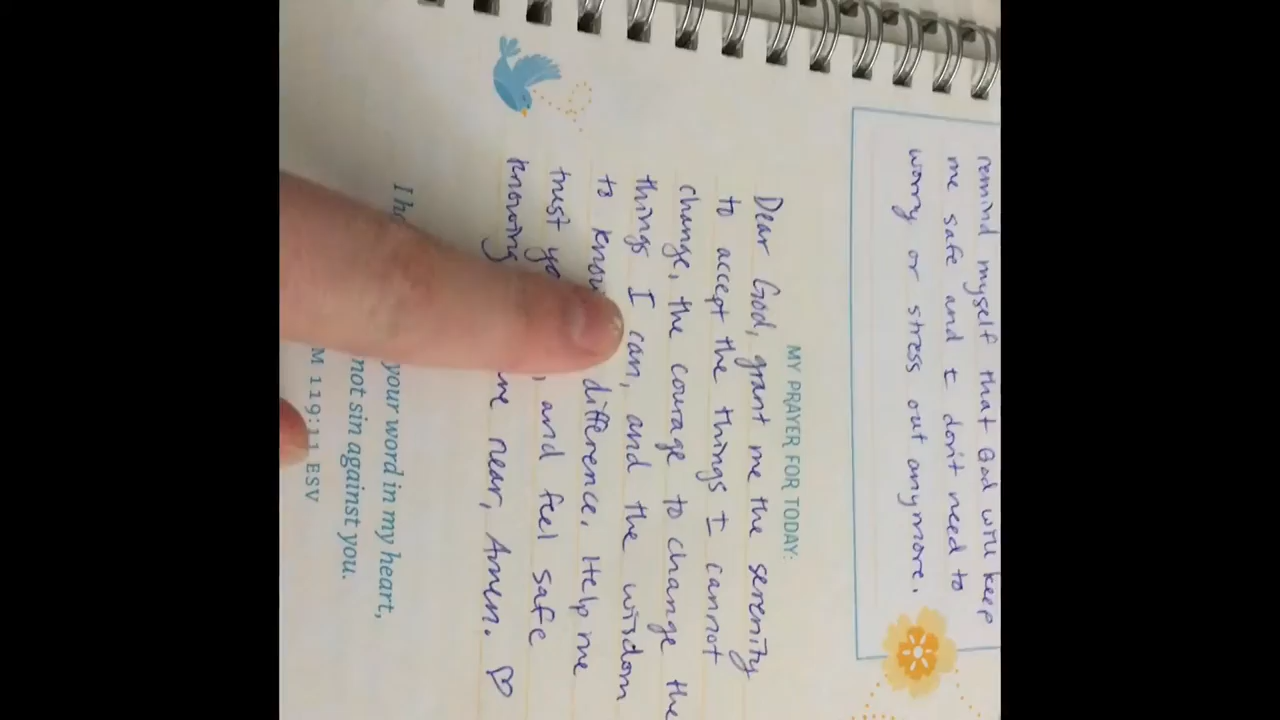 remind myself that God will keep
me safe and I don't need to
worry or stress out anymore.
MY PRAYER FOR TODAY:
Dear God, grant me the serenity
to accept the things I cannot
change, the courage to change the
things I can, and the wisdom
to know difference. Help me
trust and feel safe
knowing near, Amen. ♡
I your word in my heart,
not sin against you.
M 119:11 ESV